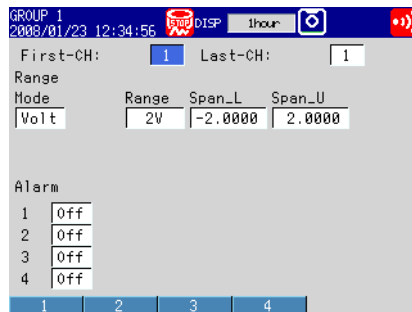 GROUP 1
2008/01/23 12:34:56 STOP DISP 1hour
First-CH: 1 Last-CH: 1
Range
Mode Range Span_L Span_U
Volt 2V -2.0000 2.0000
Alarm
1 Off
2 Off
3 Off
4 Off
1 2 3 4